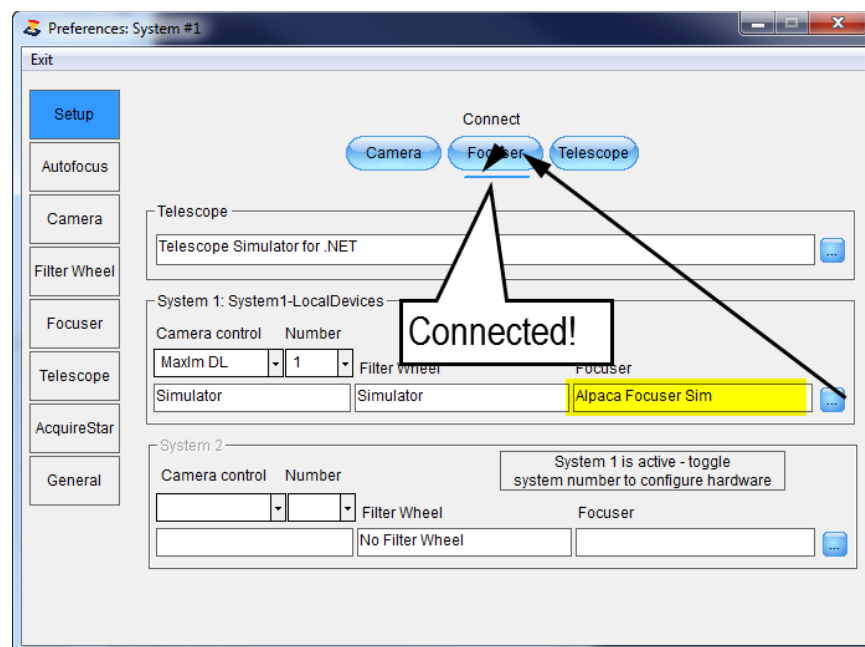 Preferences: System #1
Exit
Setup
Autofocus
Camera
Filter Wheel
Focuser
Telescope
AcquireStar
General
Connect
Camera
Focuser
Telescope
Telescope
Telescope Simulator for .NET
...
System 1: System1-LocalDevices
Connected!
Camera control Number
MaxIm DL 1 Filter Wheel Focuser
Simulator Simulator Alpaca Focuser Sim ...
System 2
System 1 is active - toggle
system number to configure hardware
Camera control Number
Filter Wheel Focuser
No Filter Wheel ...